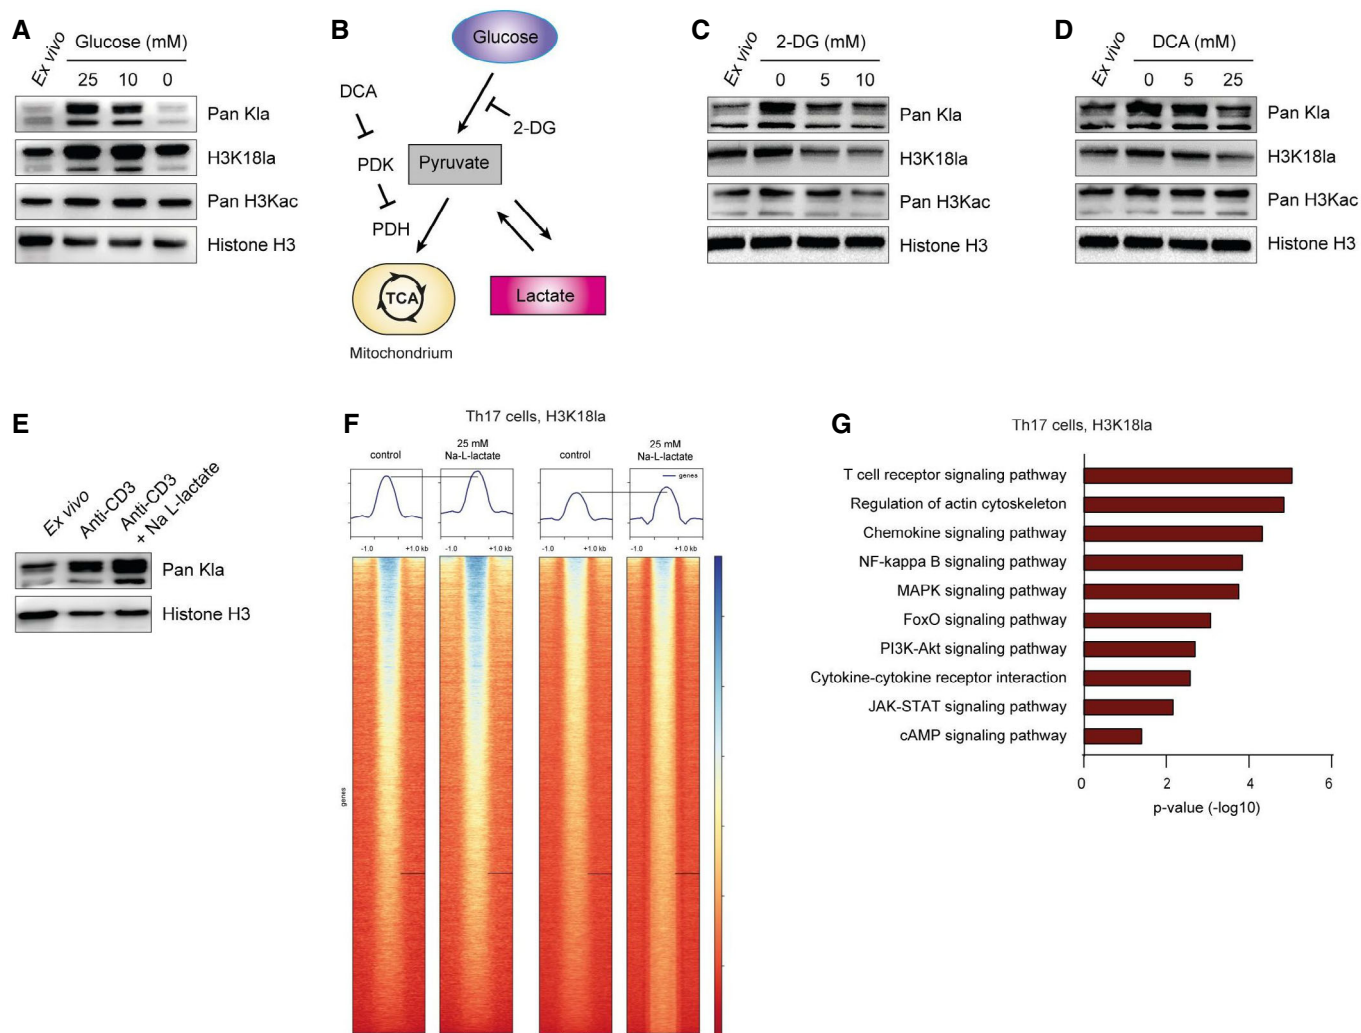 A
Ex vivo
Glucose (mM)
25 10 0
Pan Kla
H3K18la
Pan H3Kac
Histone H3
B
Glucose
DCA
2-DG
PDK
Pyruvate
PDH
TCA
Lactate
Mitochondrium
C
Ex vivo
2-DG (mM)
0 5 10
Pan Kla
H3K18la
Pan H3Kac
Histone H3
D
Ex vivo
DCA (mM)
0 5 25
Pan Kla
H3K18la
Pan H3Kac
Histone H3
E
Ex vivo
Anti-CD3
Anti-CD3
+ Na L-lactate
Pan Kla
Histone H3
F
Th17 cells, H3K18la
control
25 mM
Na-L-lactate
control
25 mM
Na-L-lactate
genes
-1.0 +1.0 kb
-1.0 +1.0 kb
-1.0 +1.0 kb
-1.0 +1.0 kb
genes
G
Th17 cells, H3K18la
T cell receptor signaling pathway
Regulation of actin cytoskeleton
Chemokine signaling pathway
NF-kappa B signaling pathway
MAPK signaling pathway
FoxO signaling pathway
PI3K-Akt signaling pathway
Cytokine-cytokine receptor interaction
JAK-STAT signaling pathway
cAMP signaling pathway
0 2 4 6
p-value (-log10)